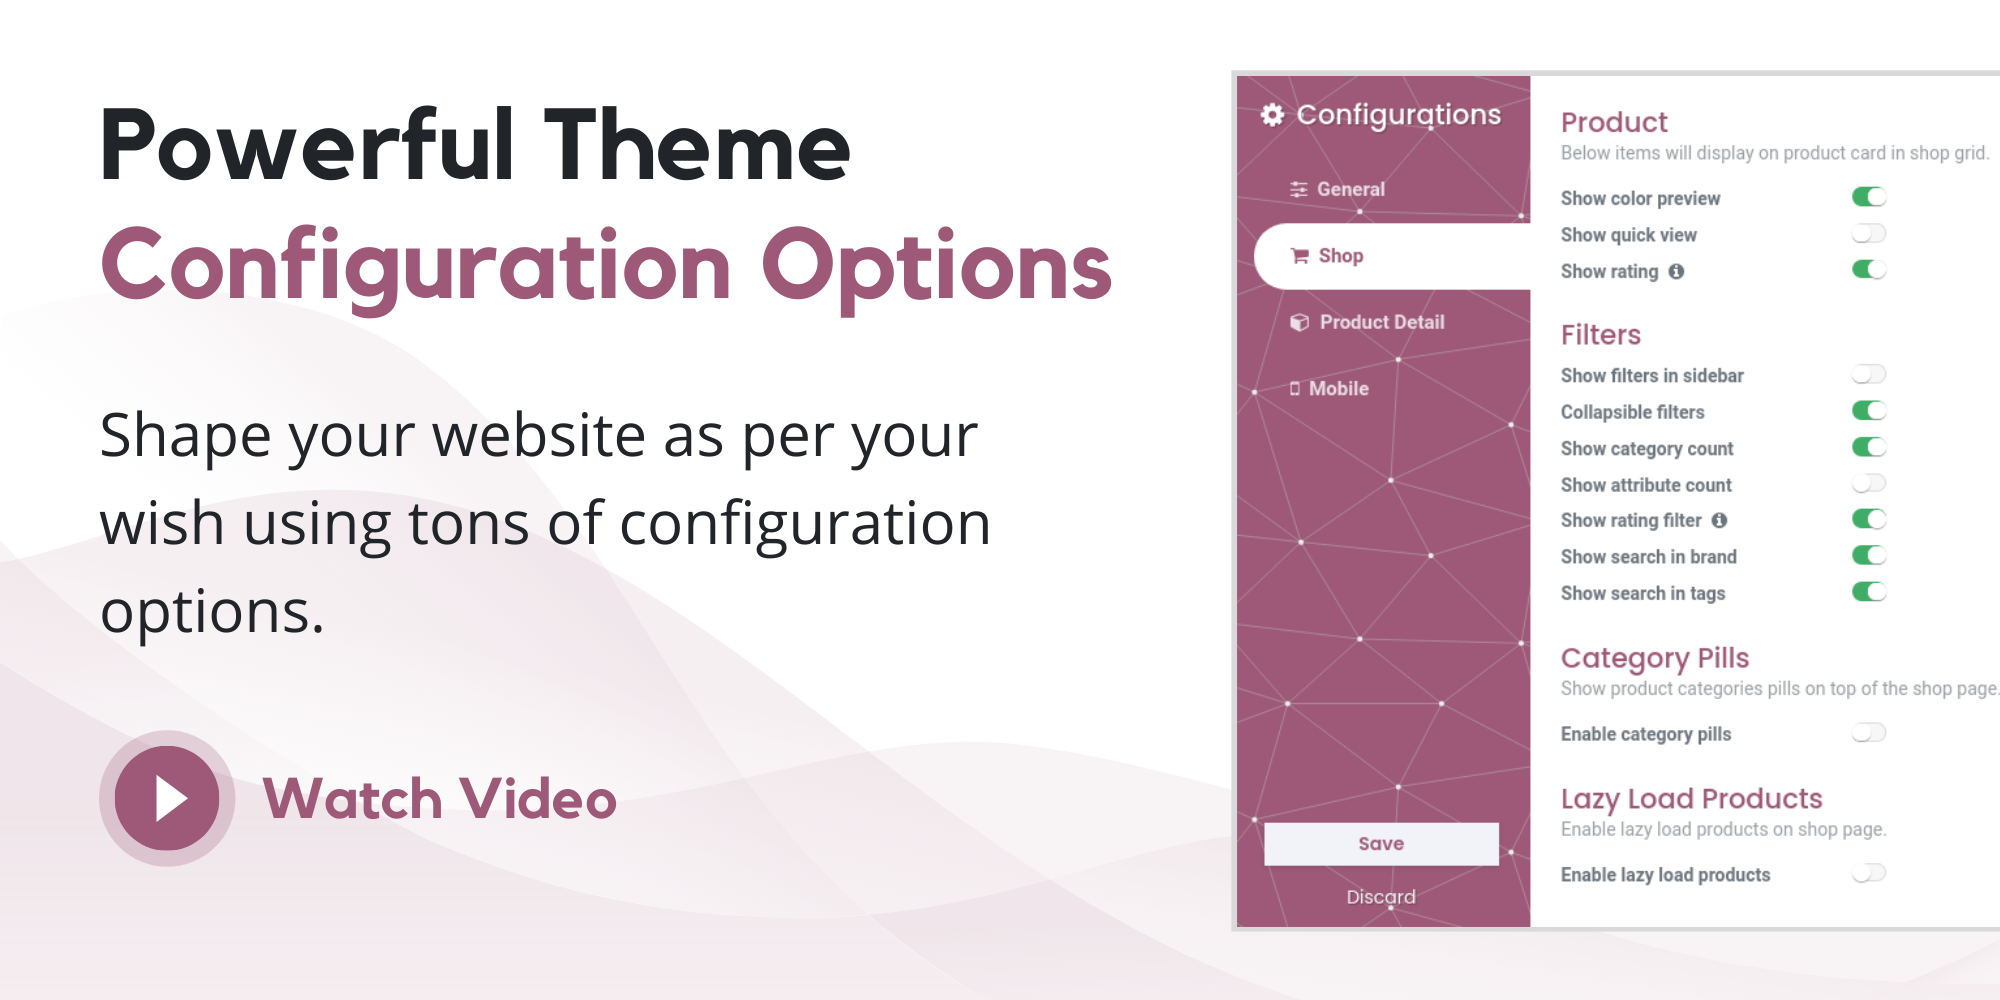 Powerful Theme
Configuration Options
Shape your website as per your
wish using tons of configuration
options.
Watch Video
Configurations
General
Shop
Product Detail
Mobile
Save
Discard
Product
Below items will display on product card in shop grid.
Show color preview
Show quick view
Show rating
Filters
Show filters in sidebar
Collapsible filters
Show category count
Show attribute count
Show rating filter
Show search in brand
Show search in tags
Category Pills
Show product categories pills on top of the shop page.
Enable category pills
Lazy Load Products
Enable lazy load products on shop page.
Enable lazy load products